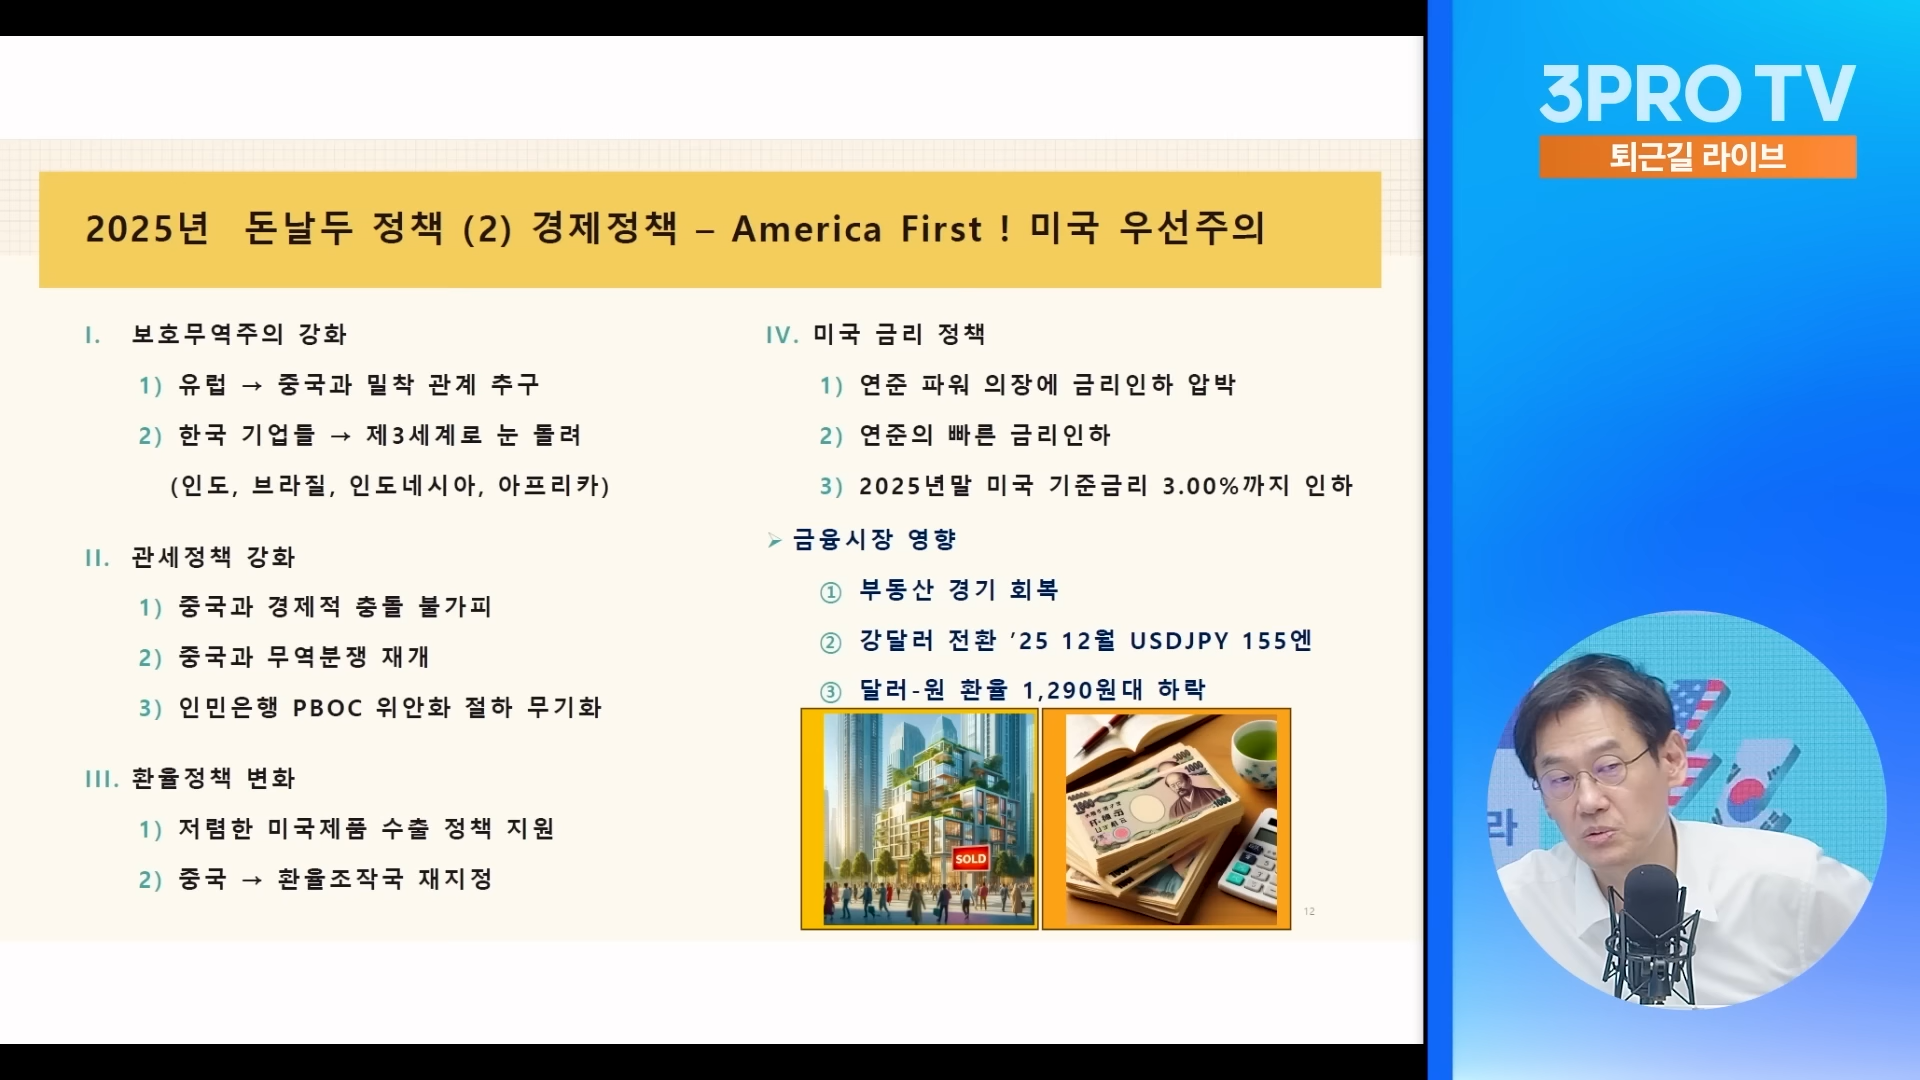 2025년 돈날두 정책 (2) 경제정책 – America First ! 미국 우선주의
I. 보호무역주의 강화
1) 유럽 → 중국과 밀착 관계 추구
2) 한국 기업들 → 제3세계로 눈 돌려
(인도, 브라질, 인도네시아, 아프리카)
II. 관세정책 강화
1) 중국과 경제적 충돌 불가피
2) 중국과 무역분쟁 재개
3) 인민은행 PBOC 위안화 절하 무기화
III. 환율정책 변화
1) 저렴한 미국제품 수출 정책 지원
2) 중국 → 환율조작국 재지정
IV. 미국 금리 정책
1) 연준 파워 의장에 금리인하 압박
2) 연준의 빠른 금리인하
3) 2025년말 미국 기준금리 3.00%까지 인하
➢ 금융시장 영향
① 부동산 경기 회복
② 강달러 전환 ’25 12월 USDJPY 155엔
③ 달러-원 환율 1,290원대 하락
SOLD
1000
1000
12
3PRO TV
퇴근길 라이브
라